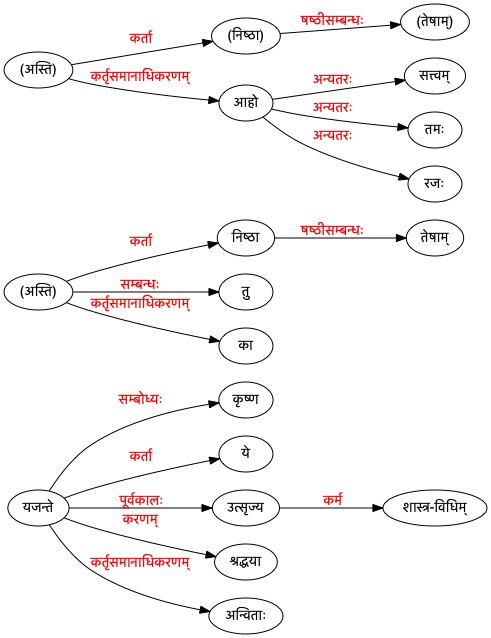 (तेषाम्)
कर्ता (निष्ठा) षष्ठीसम्बन्धः
(अस्ति)
कर्तृसमानाधिकरणम् आहो अन्यतरः सत्त्वम्
अन्यतरः तमः
अन्यतरः
रजः
कर्ता निष्ठा षष्ठीसम्बन्धः तेषाम्
(अस्ति) सम्बन्धः तु
कर्तृसमानाधिकरणम्
का
सम्बोध्यः कृष्ण
कर्ता ये
यजन्ते पूर्वकालः उत्सृज्य कर्म शास्त्र-विधिम्
करणम्
श्रद्धया
कर्तृसमानाधिकरणम्
अन्विताः